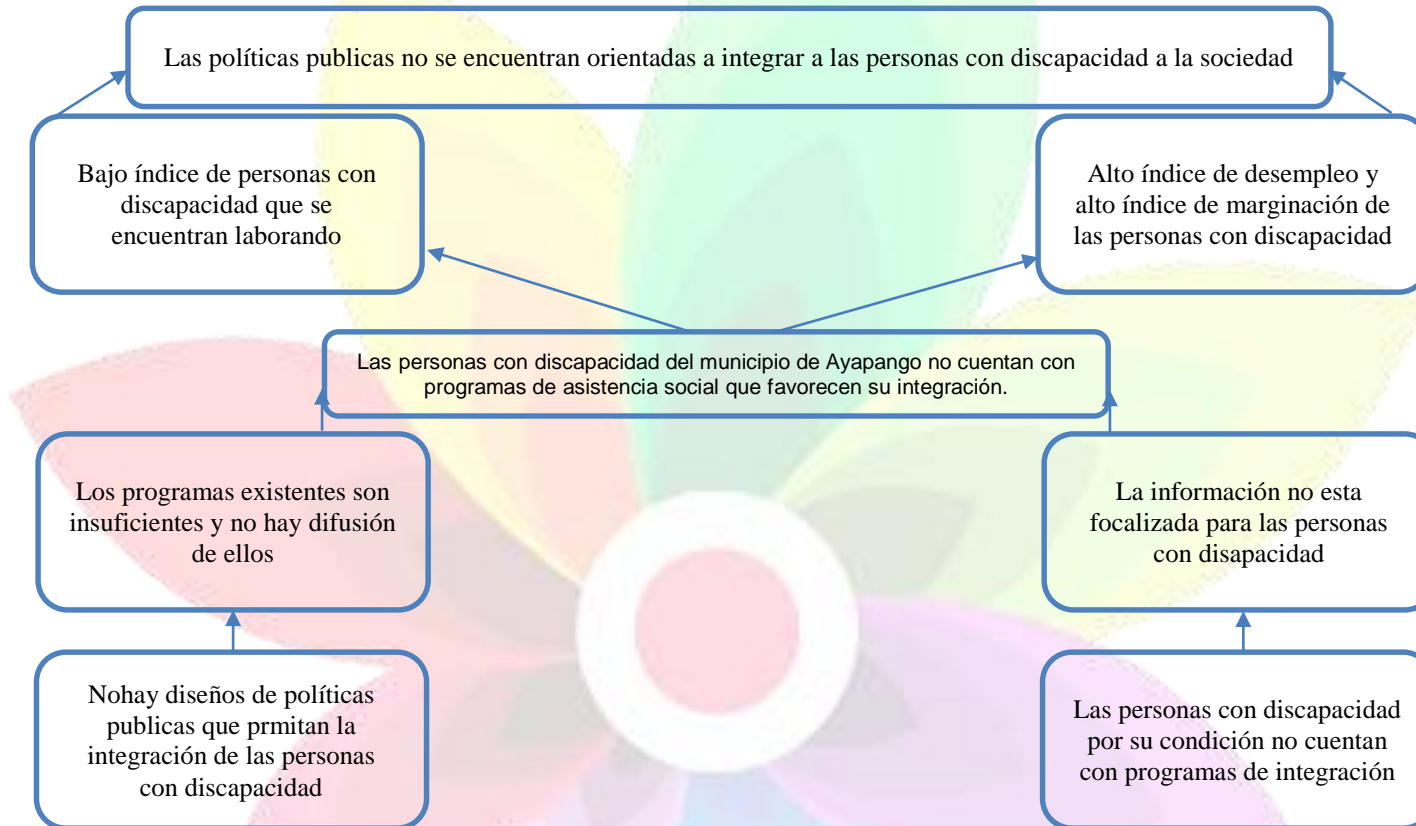 Las políticas publicas no se encuentran orientadas a integrar a las personas con discapacidad a la sociedad
Bajo índice de personas con
discapacidad que se
encuentran laborando
Alto índice de desempleo y
alto índice de marginación de
las personas con discapacidad
Las personas con discapacidad del municipio de Ayapango no cuentan con
programas de asistencia social que favorecen su integración.
Los programas existentes son
insuficientes y no hay difusión
de ellos
La información no esta
focalizada para las personas
con disapacidad
Nohay diseños de políticas
publicas que prmitan la
integración de las personas
con discapacidad
Las personas con discapacidad
por su condición no cuentan
con programas de integración